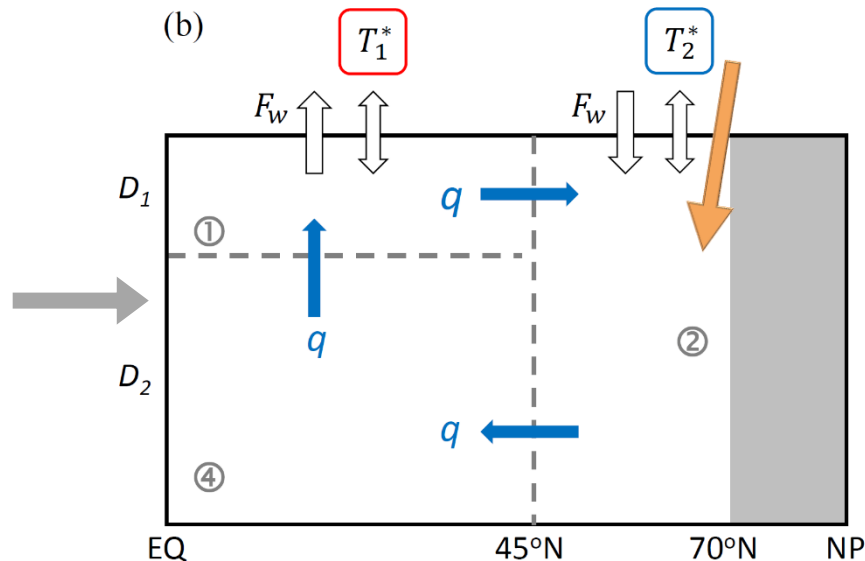 (b)
T₁*
T₂*
F_w
F_w
D₁
q
①
q
②
D₂
q
④
EQ
45°N
70°N
NP